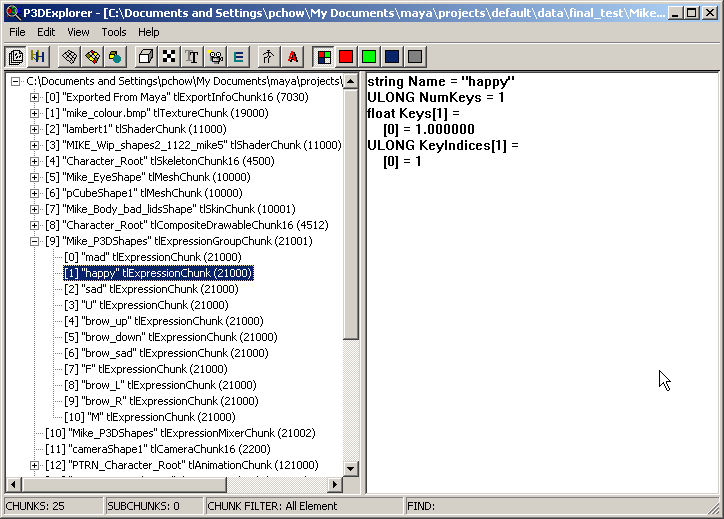 P3DExplorer - [C:\Documents and Settings\pchow\My Documents\maya\projects\default\data\final_test\Mike...
File Edit View Tools Help
C:\Documents and Settings\pchow\My Documents\maya\projects\
[0] "Exported From Maya" tlExportInfoChunk16 (7030)
[1] "mike_colour.bmp" tlTextureChunk (19000)
[2] "lambert1" tlShaderChunk (11000)
[3] "MIKE_Wip_shapes2_1122_mike5" tlShaderChunk (11000)
[4] "Character_Root" tlSkeletonChunk16 (4500)
[5] "Mike_EyeShape" tlMeshChunk (10000)
[6] "pCubeShape1" tlMeshChunk (10000)
[7] "Mike_Body_bad_lidsShape" tlSkinChunk (10001)
[8] "Character_Root" tlCompositeDrawableChunk16 (4512)
[9] "Mike_P3DShapes" tlExpressionGroupChunk (21001)
[0] "mad" tlExpressionChunk (21000)
[1] "happy" tlExpressionChunk (21000)
[2] "sad" tlExpressionChunk (21000)
[3] "U" tlExpressionChunk (21000)
[4] "brow_up" tlExpressionChunk (21000)
[5] "brow_down" tlExpressionChunk (21000)
[6] "brow_sad" tlExpressionChunk (21000)
[7] "F" tlExpressionChunk (21000)
[8] "brow_L" tlExpressionChunk (21000)
[9] "brow_R" tlExpressionChunk (21000)
[10] "M" tlExpressionChunk (21000)
[10] "Mike_P3DShapes" tlExpressionMixerChunk (21002)
[11] "cameraShape1" tlCameraChunk16 (2200)
[12] "PTRN_Character_Root" tlAnimationChunk (121000)
string Name = "happy"
ULONG NumKeys = 1
float Keys[1] =
[0] = 1.000000
ULONG KeyIndices[1] =
[0] = 1
CHUNKS: 25 SUBCHUNKS: 0 CHUNK FILTER: All Element FIND: